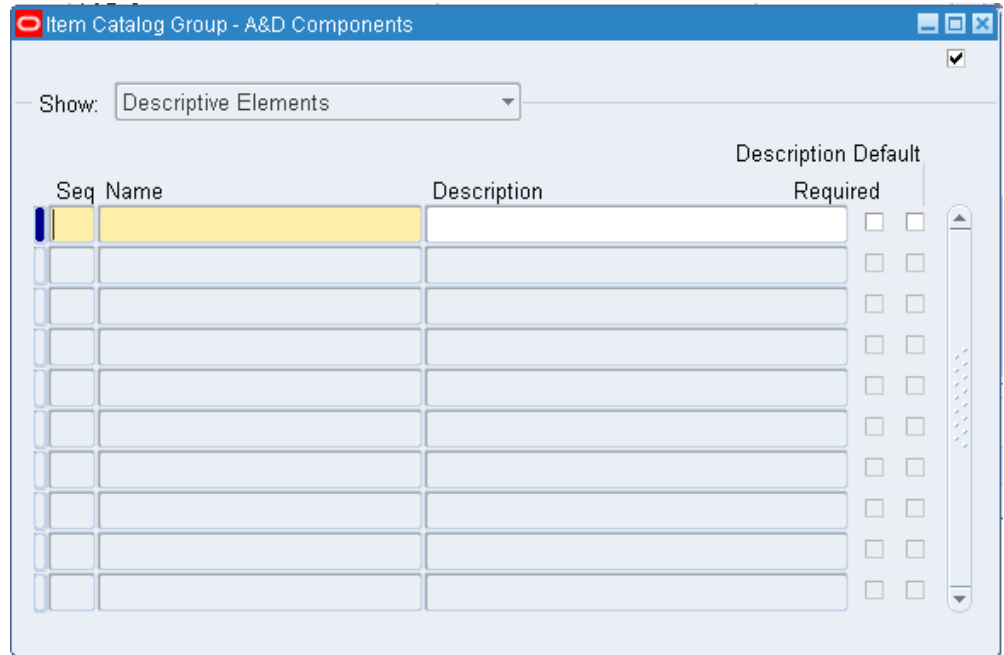 Item Catalog Group - A&D Components
Show: Descriptive Elements
Description Default
Seq Name Description Required